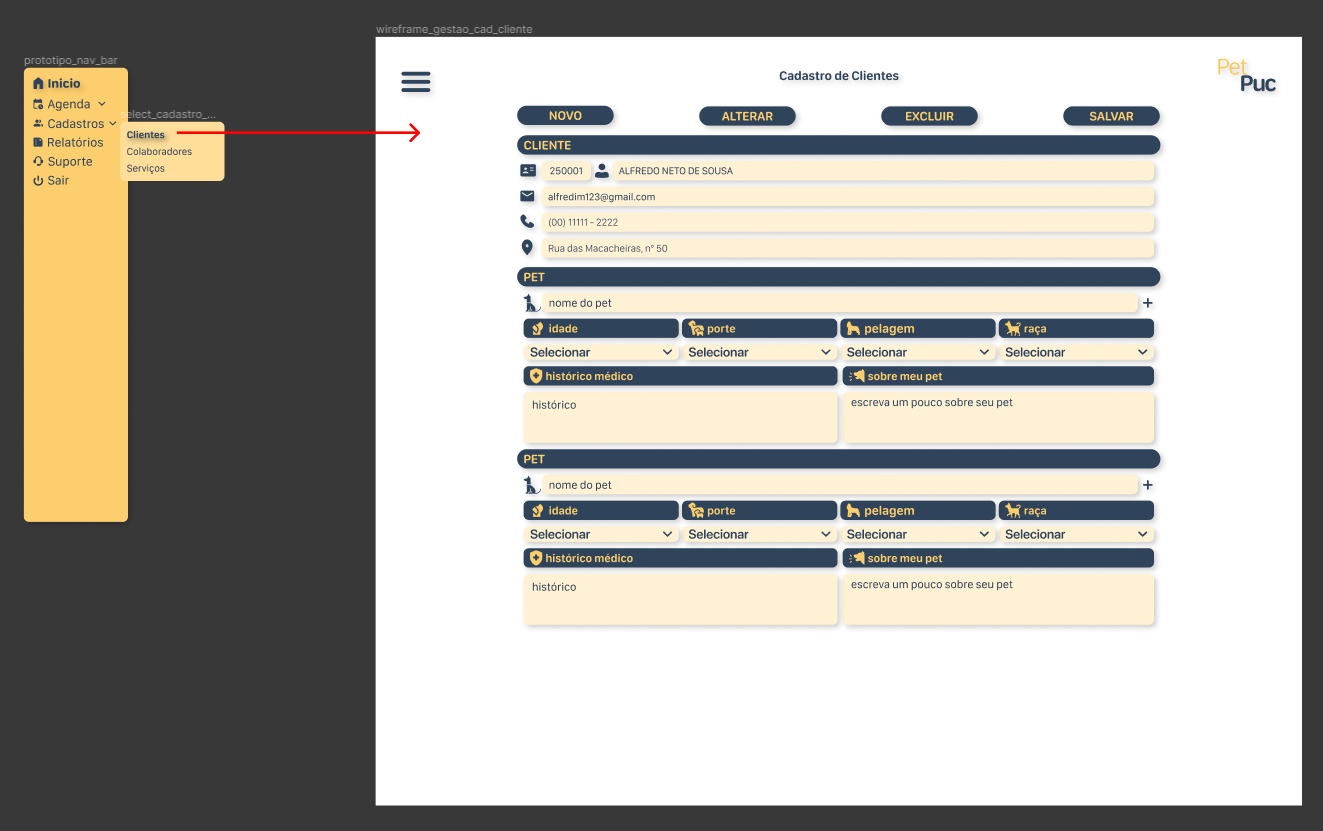 wireframe_gestao_cad_cliente
prototipo_nav_bar
Inicio
Agenda
Cadastros
Relatórios
Suporte
Sair
select_cadastro_...
Clientes
Colaboradores
Serviços
Cadastro de Clientes
Pet
Puc
NOVO ALTERAR EXCLUIR SALVAR
CLIENTE
250001 ALFREDO NETO DE SOUSA
alfredim123@gmail.com
(00) 11111 - 2222
Rua das Macacheiras, n° 50
PET
nome do pet +
idade porte pelagem raça
Selecionar Selecionar Selecionar Selecionar
histórico médico sobre meu pet
histórico escreva um pouco sobre seu pet
PET
nome do pet +
idade porte pelagem raça
Selecionar Selecionar Selecionar Selecionar
histórico médico sobre meu pet
histórico escreva um pouco sobre seu pet